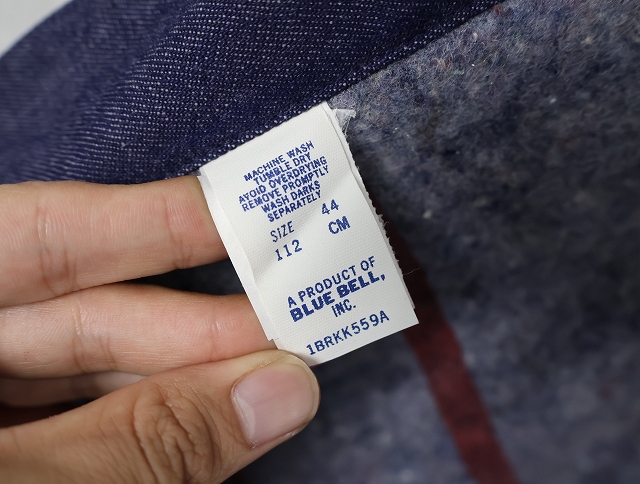 MACHINE WASH
TUMBLE DRY
AVOID OVERDRYING
REMOVE PROMPTLY
WASH DARKS
SEPARATELY
SIZE 44
112 CM
A PRODUCT OF
BLUE BELL,
INC.
1BRKK559A